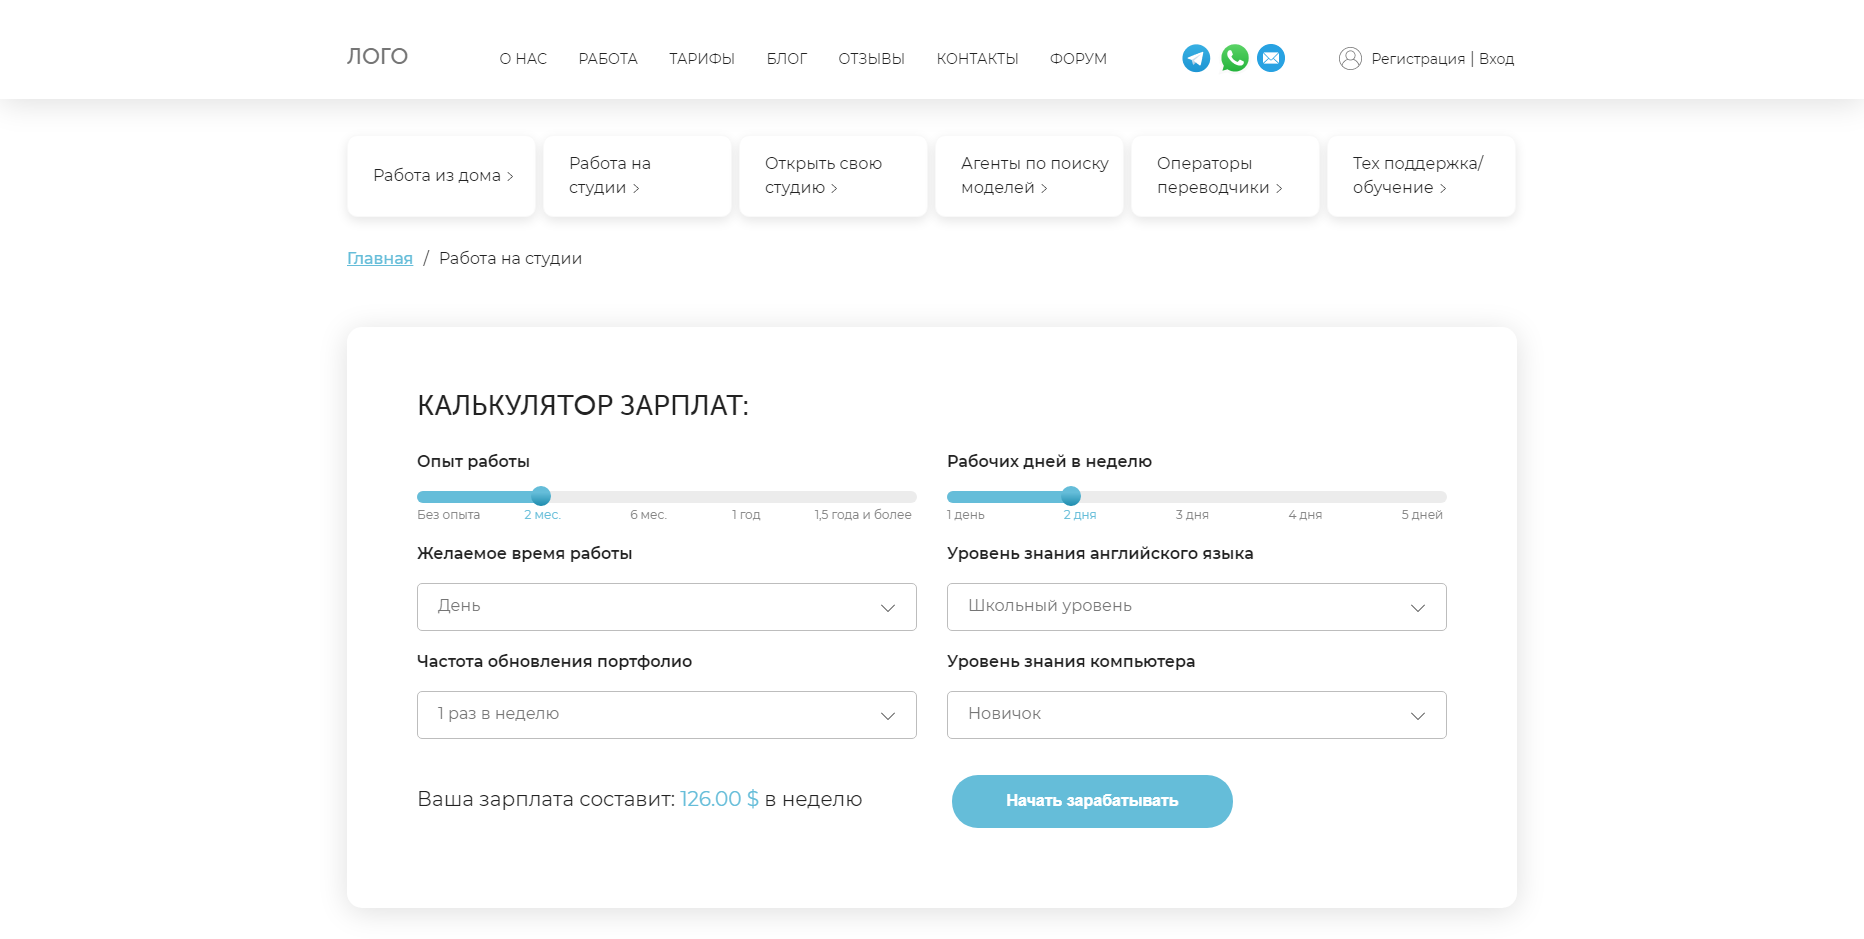 ЛОГО
О НАС
РАБОТА
ТАРИФЫ
БЛОГ
ОТЗЫВЫ
КОНТАКТЫ
ФОРУМ
Регистрация | Вход
Работа из дома
Работа на
студии
Открыть свою
студию
Агенты по поиску
моделей
Операторы
переводчики
Тех поддержка/
обучение
Главная / Работа на студии
КАЛЬКУЛЯТОР ЗАРПЛАТ:
Опыт работы
Без опыта
2 мес.
6 мес.
1 год
1,5 года и более
Рабочих дней в неделю
1 день
2 дня
3 дня
4 дня
5 дней
Желаемое время работы
День
Уровень знания английского языка
Школьный уровень
Частота обновления портфолио
1 раз в неделю
Уровень знания компьютера
Новичок
Ваша зарплата составит: 126.00 $ в неделю
Начать зарабатывать